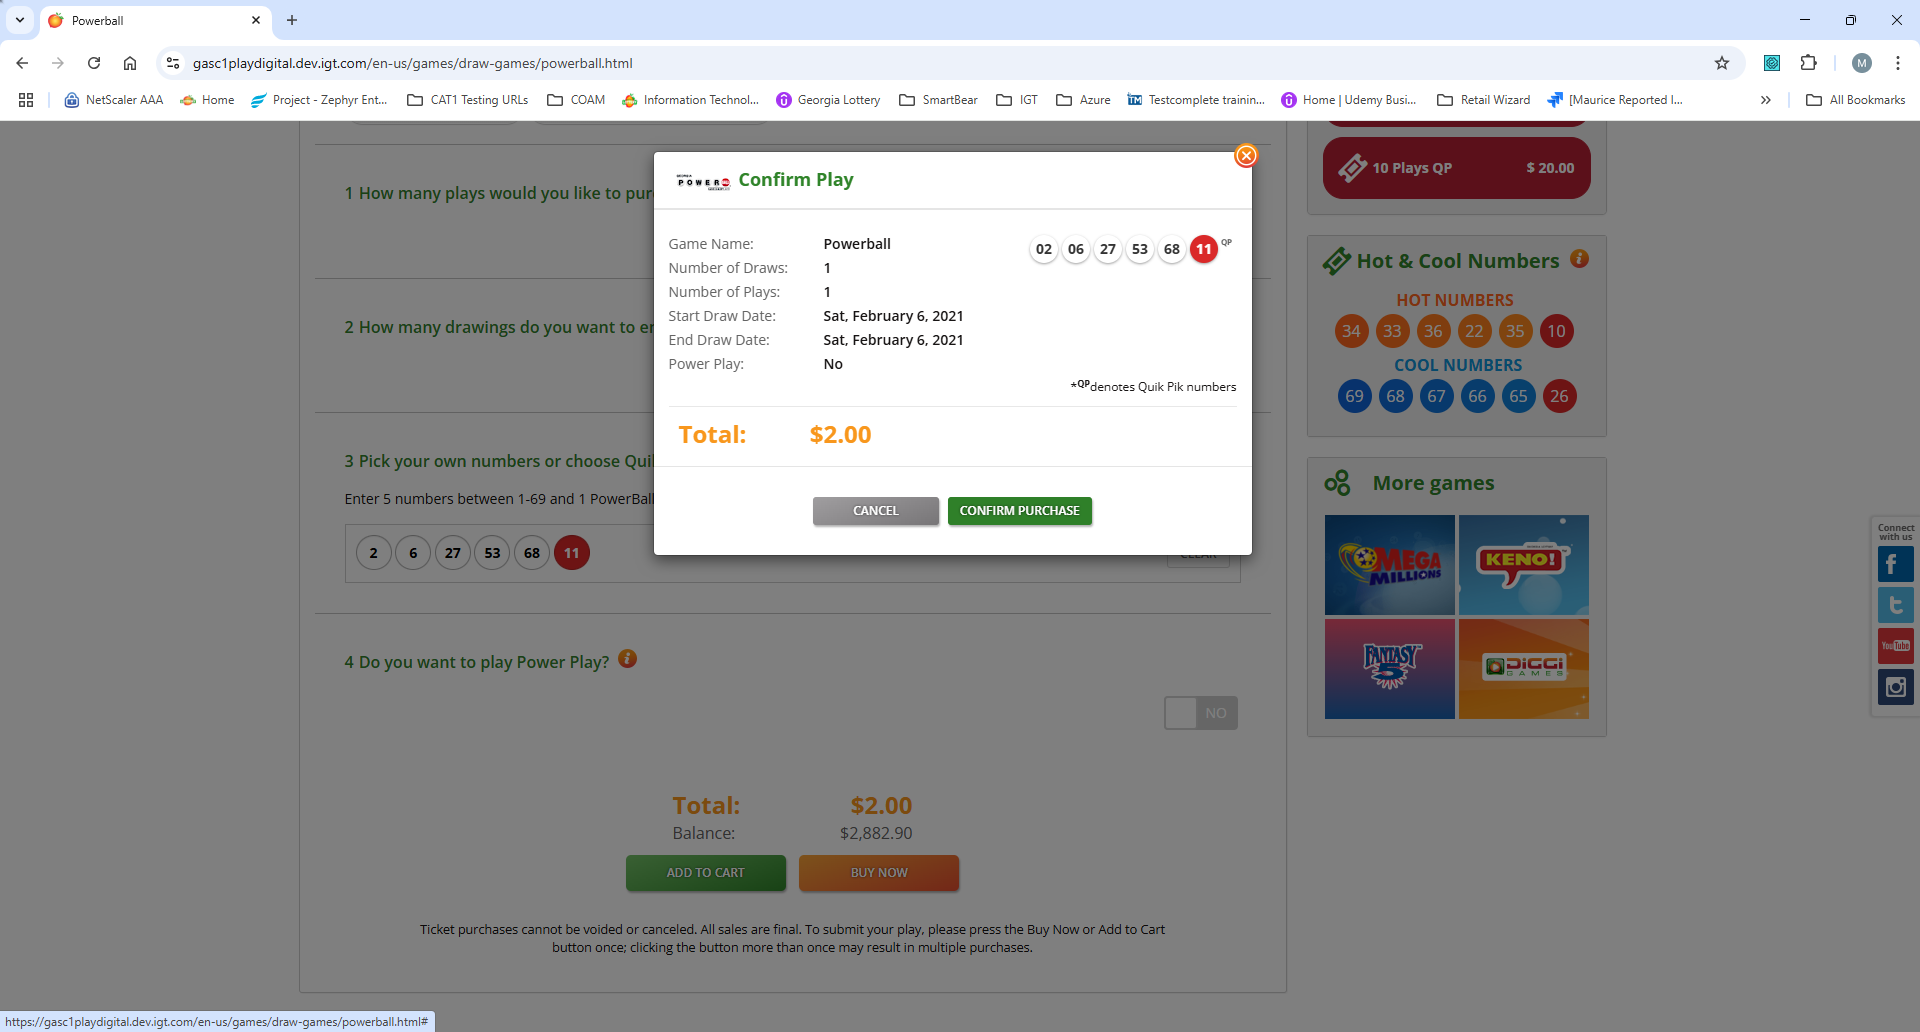 Powerball
gasc1playdigital.dev.igt.com/en-us/games/draw-games/powerball.html
M
NetScaler AAA
Home
Project - Zephyr Ent...
CAT1 Testing URLs
COAM
Information Technol...
Georgia Lottery
SmartBear
IGT
Azure
Testcomplete trainin...
Home | Udemy Busi...
Retail Wizard
[Maurice Reported I...
All Bookmarks
1 How many plays would you like to pur
2 How many drawings do you want to en
3 Pick your own numbers or choose Quik
Enter 5 numbers between 1-69 and 1 PowerBall
2 6 27 53 68 11
CLEAR
4 Do you want to play Power Play?
NO
Total: $2.00
Balance: $2,882.90
ADD TO CART
BUY NOW
Ticket purchases cannot be voided or canceled. All sales are final. To submit your play, please press the Buy Now or Add to Cart
button once; clicking the button more than once may result in multiple purchases.
POWER
Confirm Play
Game Name: Powerball
Number of Draws: 1
Number of Plays: 1
Start Draw Date: Sat, February 6, 2021
End Draw Date: Sat, February 6, 2021
Power Play: No
02 06 27 53 68 11 QP
*QPdenotes Quik Pik numbers
Total: $2.00
CANCEL
CONFIRM PURCHASE
10 Plays QP $ 20.00
Hot & Cool Numbers
HOT NUMBERS
34 33 36 22 35 10
COOL NUMBERS
69 68 67 66 65 26
More games
MEGA
MILLIONS
KENO!
FANTASY
5
DIGGI
GAMES
Connect
with us
YouTube
https://gasc1playdigital.dev.igt.com/en-us/games/draw-games/powerball.html#